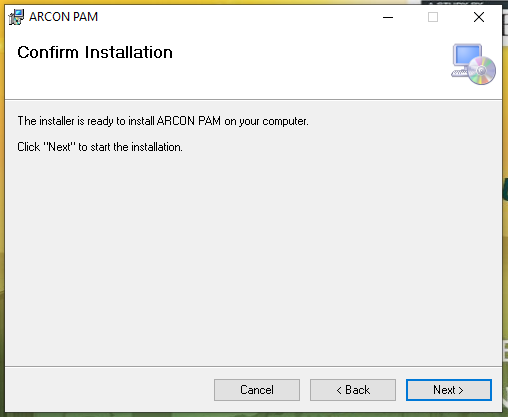 ARCON PAM
Confirm Installation
The installer is ready to install ARCON PAM on your computer.
Click "Next" to start the installation.
Cancel
< Back
Next >